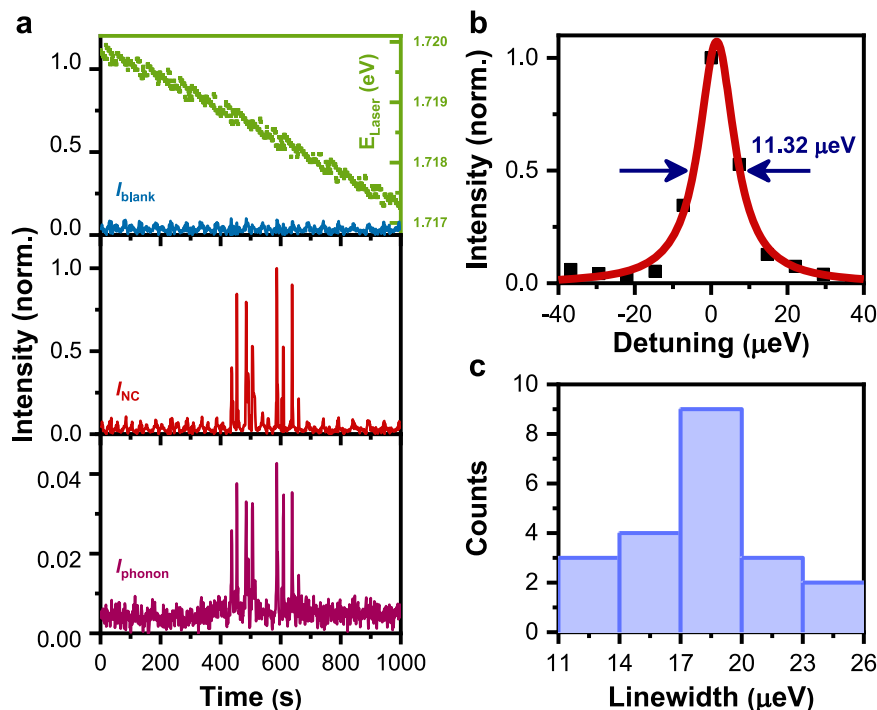 a
1.0
0.5
0.0
1.720
1.719
1.718
1.717
E_Laser (eV)
I_blank
1.0
0.5
0.0
I_NC
Intensity (norm.)
0.04
0.02
0.00
I_phonon
0 200 400 600 800 1000
Time (s)
b
1.0
0.5
0.0
Intensity (norm.)
11.32 μeV
-40 -20 0 20 40
Detuning (μeV)
c
10
8
6
4
2
0
Counts
11 14 17 20 23 26
Linewidth (μeV)